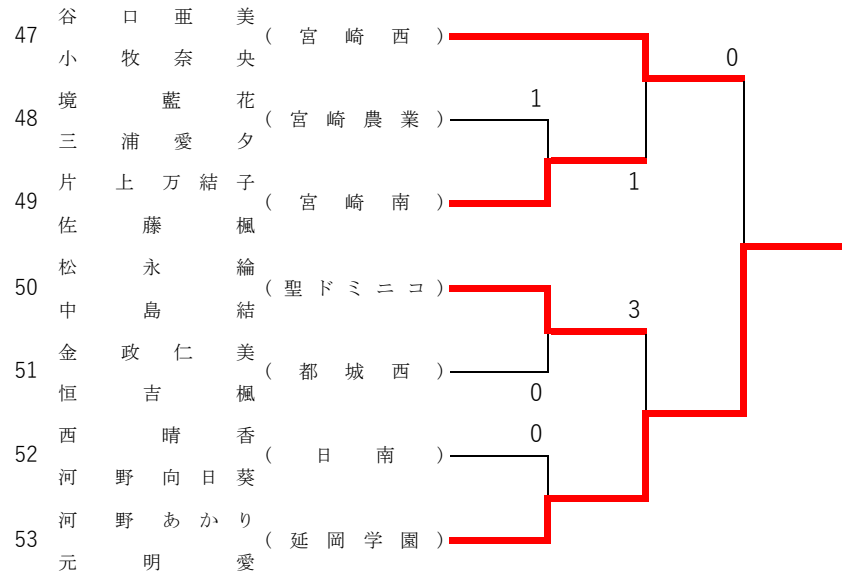 谷口亜美
47 (宮崎西) 0
小牧奈央
境藍花 1
48 (宮崎農業)
三浦愛夕
片上万結子 1
49 (宮崎南)
佐藤楓
松永綸
50 (聖ドミニコ)
中島結 3
金政仁美
51 (都城西)
恒吉楓 0
西晴香 0
52 (日南)
河野向日葵
河野あかり
53 (延岡学園)
元明愛